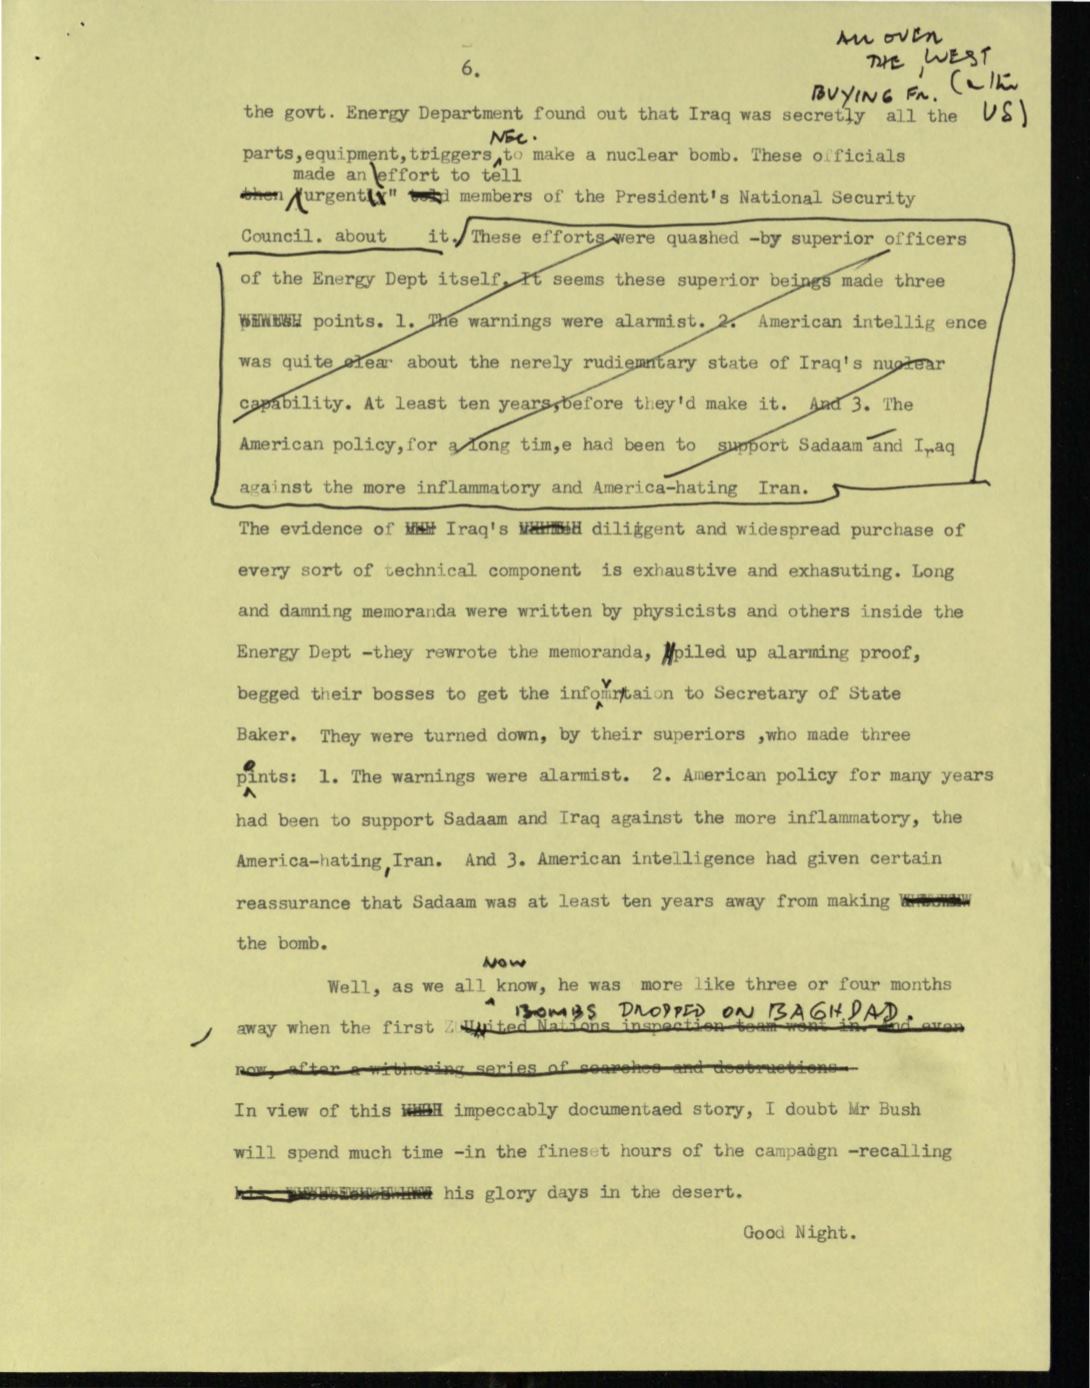 ALL OVER
THE WEST
6.
BUYING FR. (
US)
the govt. Energy Department found out that Iraq was secretly all the
NEC.
parts,equipment,triggers,to make a nuclear bomb. These officials
made an effort to tell
then "urgently" told members of the President's National Security
Council. about it. These efforts were quashed -by superior officers
of the Energy Dept itself. It seems these superior beings made three
points. 1. The warnings were alarmist. 2. American intellig ence
was quite clear about the nerely rudiemntary state of Iraq's nuclear
capability. At least ten years,before they'd make it. And 3. The
American policy,for a long tim,e had been to support Sadaam and Iraq
against the more inflammatory and America-hating Iran.
The evidence of Iraq's diliggent and widespread purchase of
every sort of technical component is exhaustive and exhasuting. Long
and damning memoranda were written by physicists and others inside the
Energy Dept -they rewrote the memoranda, piled up alarming proof,
begged their bosses to get the infomrtaion to Secretary of State
Baker. They were turned down, by their superiors ,who made three
points: 1. The warnings were alarmist. 2. American policy for many years
had been to support Sadaam and Iraq against the more inflammatory, the
America-hating, Iran. And 3. American intelligence had given certain
reassurance that Sadaam was at least ten years away from making
the bomb.
NOW
Well, as we all know, he was more like three or four months
BOMBS DROPPED ON BAGHDAD.
away when the first United Nations inspection team went in. And even
now, after a withering series of searches and destructions
In view of this impeccably documentaed story, I doubt Mr Bush
will spend much time -in the fineset hours of the campaign -recalling
his his glory days in the desert.
Good Night.